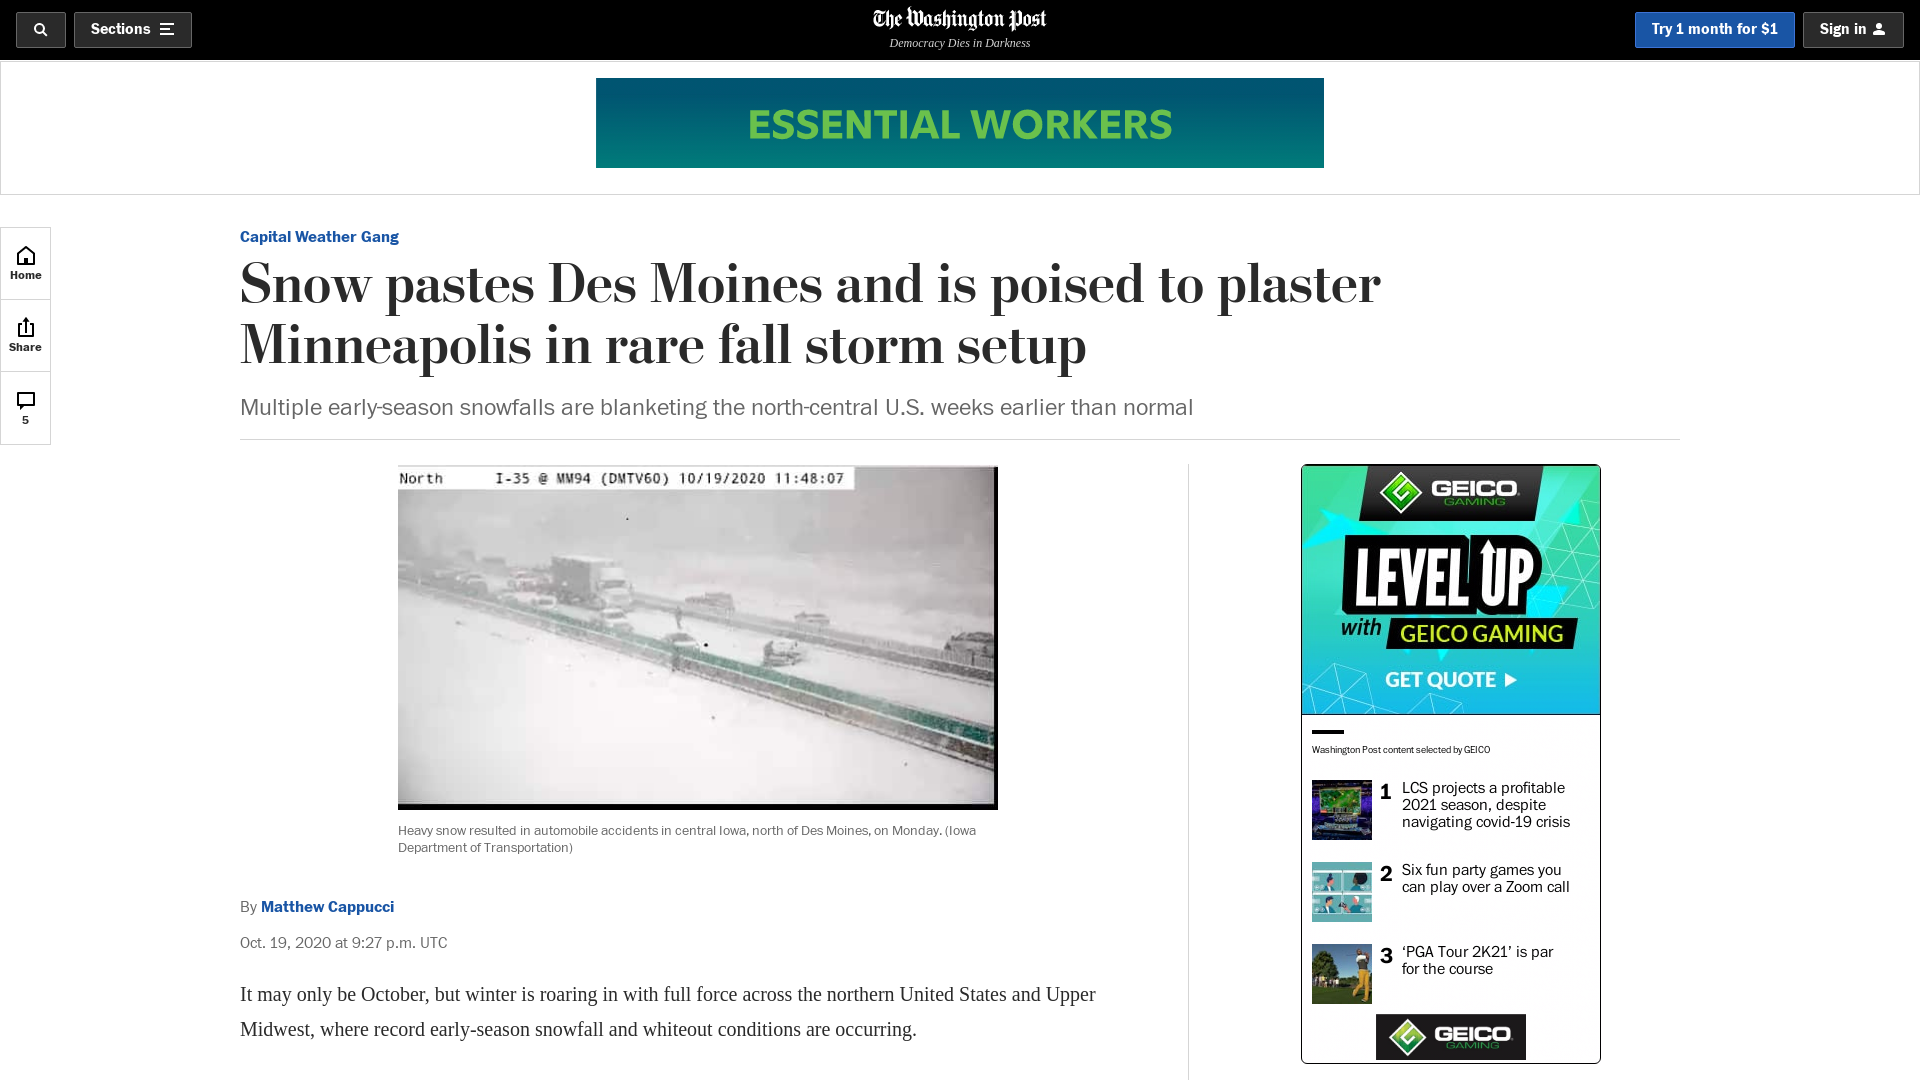 Sections
The Washington Post
Democracy Dies in Darkness
Try 1 month for $1
Sign in
ESSENTIAL WORKERS
Home
Share
5
Capital Weather Gang
Snow pastes Des Moines and is poised to plaster
Minneapolis in rare fall storm setup
Multiple early-season snowfalls are blanketing the north-central U.S. weeks earlier than normal
North I-35 @ MM94 (DMTV60) 10/19/2020 11:48:07
Heavy snow resulted in automobile accidents in central Iowa, north of Des Moines, on Monday. (Iowa
Department of Transportation)
By Matthew Cappucci
Oct. 19, 2020 at 9:27 p.m. UTC
It may only be October, but winter is roaring in with full force across the northern United States and Upper
Midwest, where record early-season snowfall and whiteout conditions are occurring.
GEICO
GAMING
LEVEL UP
with GEICO GAMING
GET QUOTE
Washington Post content selected by GEICO
1 LCS projects a profitable
2021 season, despite
navigating covid-19 crisis
2 Six fun party games you
can play over a Zoom call
3 ‘PGA Tour 2K21’ is par
for the course
GEICO
GAMING